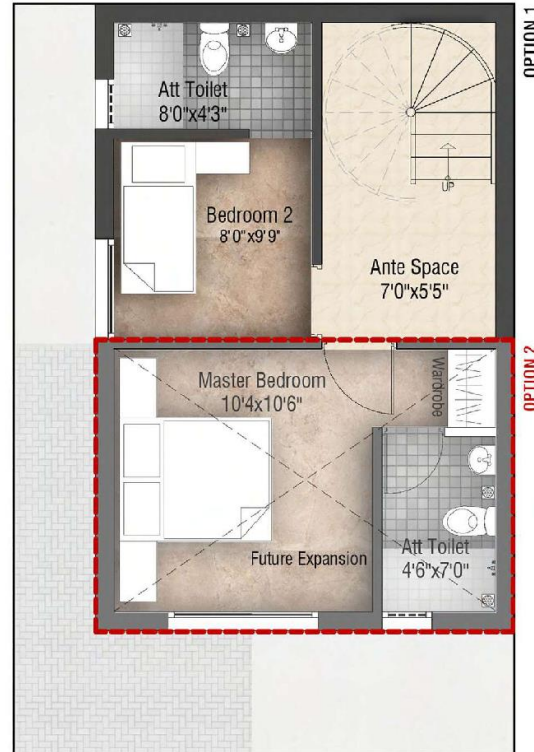 OPTION 1
Att Toilet
8'0"x4'3"
UP
Bedroom 2
8'0"x9'9"
Ante Space
7'0"x5'5"
OPTION 2
Master Bedroom
10'4x10'6"
Wardrobe
Future Expansion
Att Toilet
4'6"x7'0"